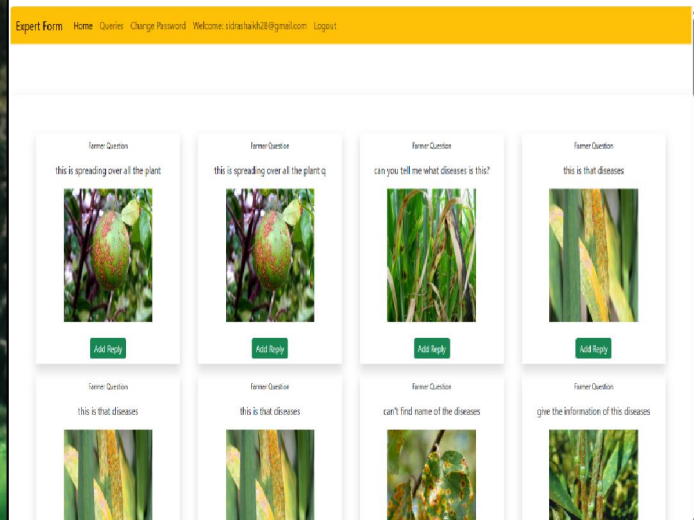 Expert Form Home Queries Change Password Welcome: sidrashaikh28@gmail.com Logout
Farmer Question
this is spreading over all the plant
Add Reply
Farmer Question
this is spreading over all the plant q
Add Reply
Farmer Question
can you tell me what diseases is this?
Add Reply
Farmer Question
this is that diseases
Add Reply
Farmer Question
this is that diseases
Farmer Question
this is that diseases
Farmer Question
can't find name of the diseases
Farmer Question
give the information of this diseases